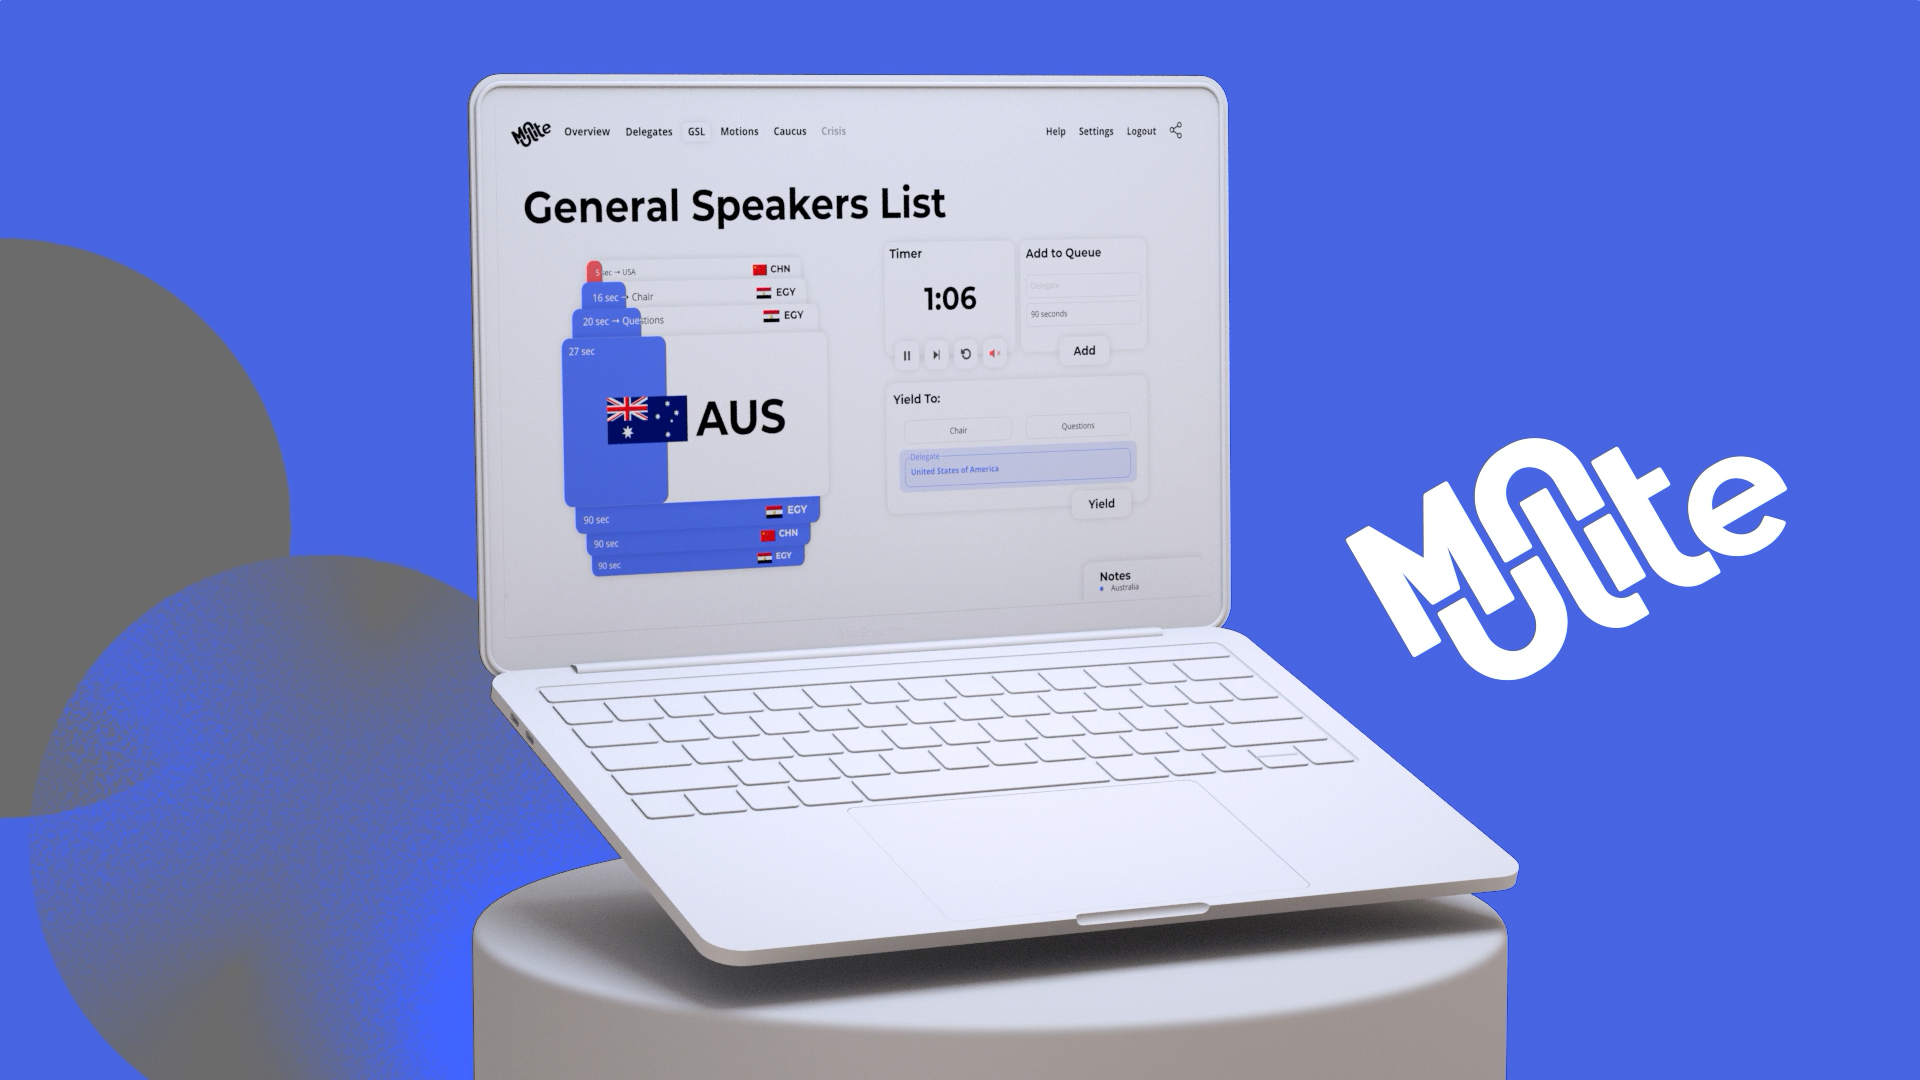 MUNite Overview Delegates GSL Motions Caucus Crisis Help Settings Logout
General Speakers List
5 sec → USA CHN
16 sec → Chair EGY
20 sec → Questions EGY
27 sec
AUS
90 sec EGY
90 sec CHN
90 sec EGY
Timer
1:06
Add to Queue
Delegate
90 seconds
Add
Yield To:
Chair Questions
Delegate
United States of America
Yield
Notes
Australia
MUNite